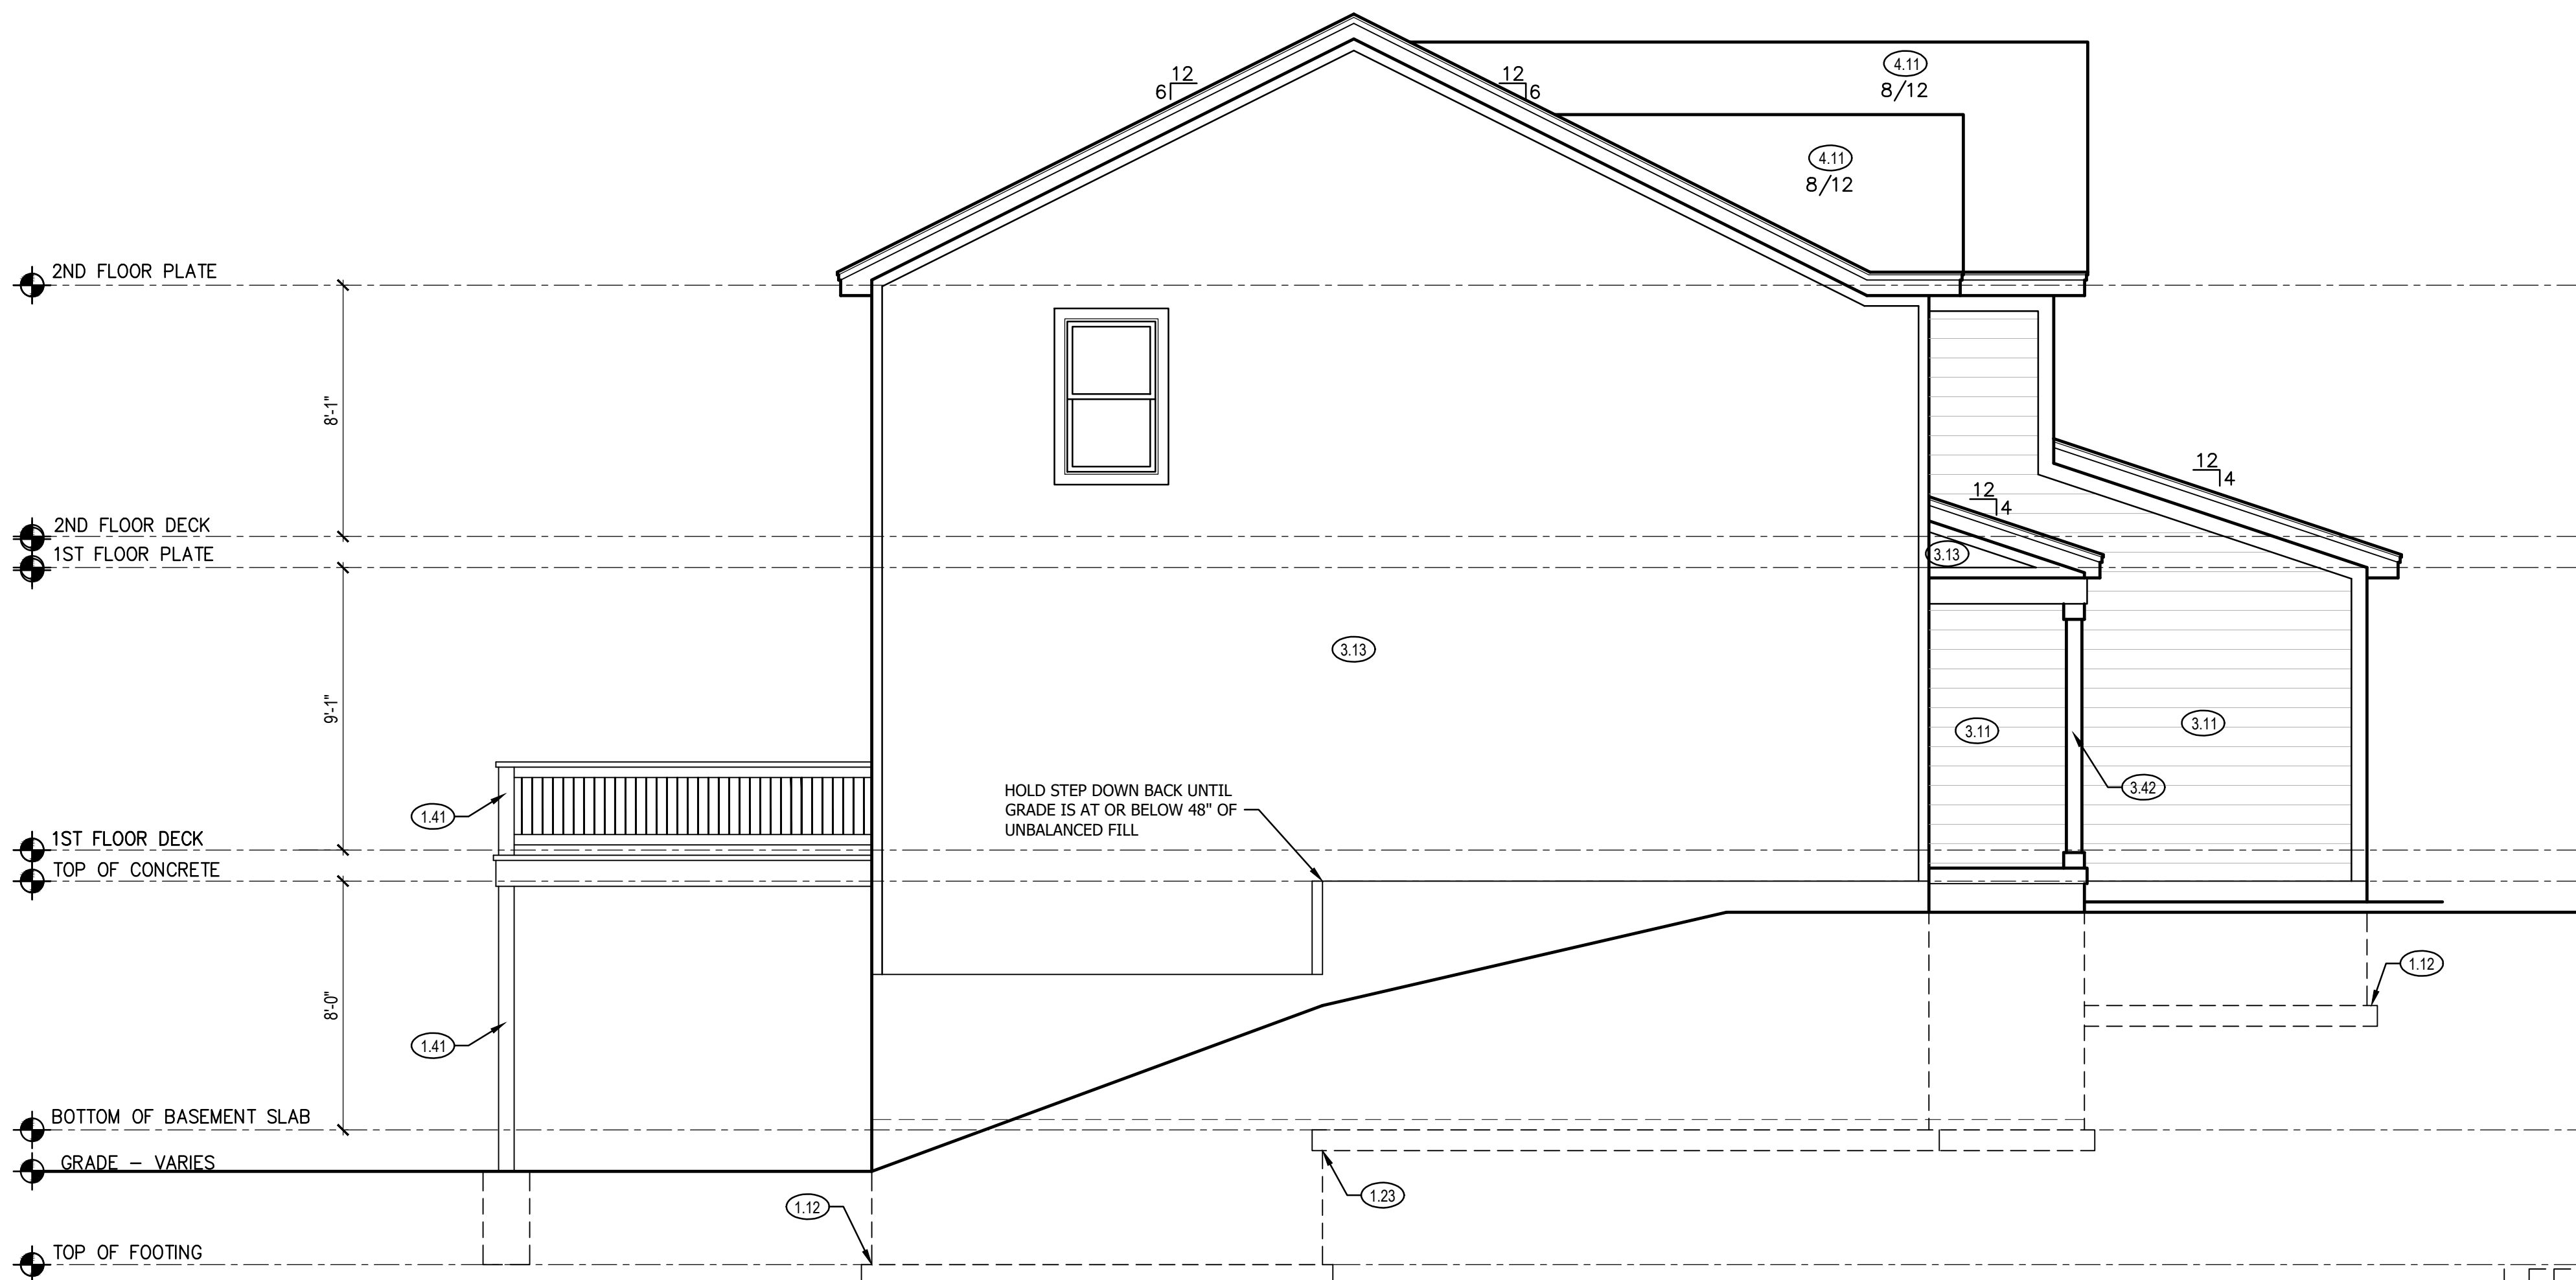 4.11
8/12
12
6
12
6
4.11
8/12
2ND FLOOR PLATE
8'-1"
12
4
12
4
2ND FLOOR DECK
1ST FLOOR PLATE
3.13
3.13
9'-1"
3.11
3.11
3.42
HOLD STEP DOWN BACK UNTIL
GRADE IS AT OR BELOW 48" OF
UNBALANCED FILL
1.41
1ST FLOOR DECK
TOP OF CONCRETE
8'-0"
1.12
1.41
BOTTOM OF BASEMENT SLAB
GRADE – VARIES
1.23
1.12
TOP OF FOOTING